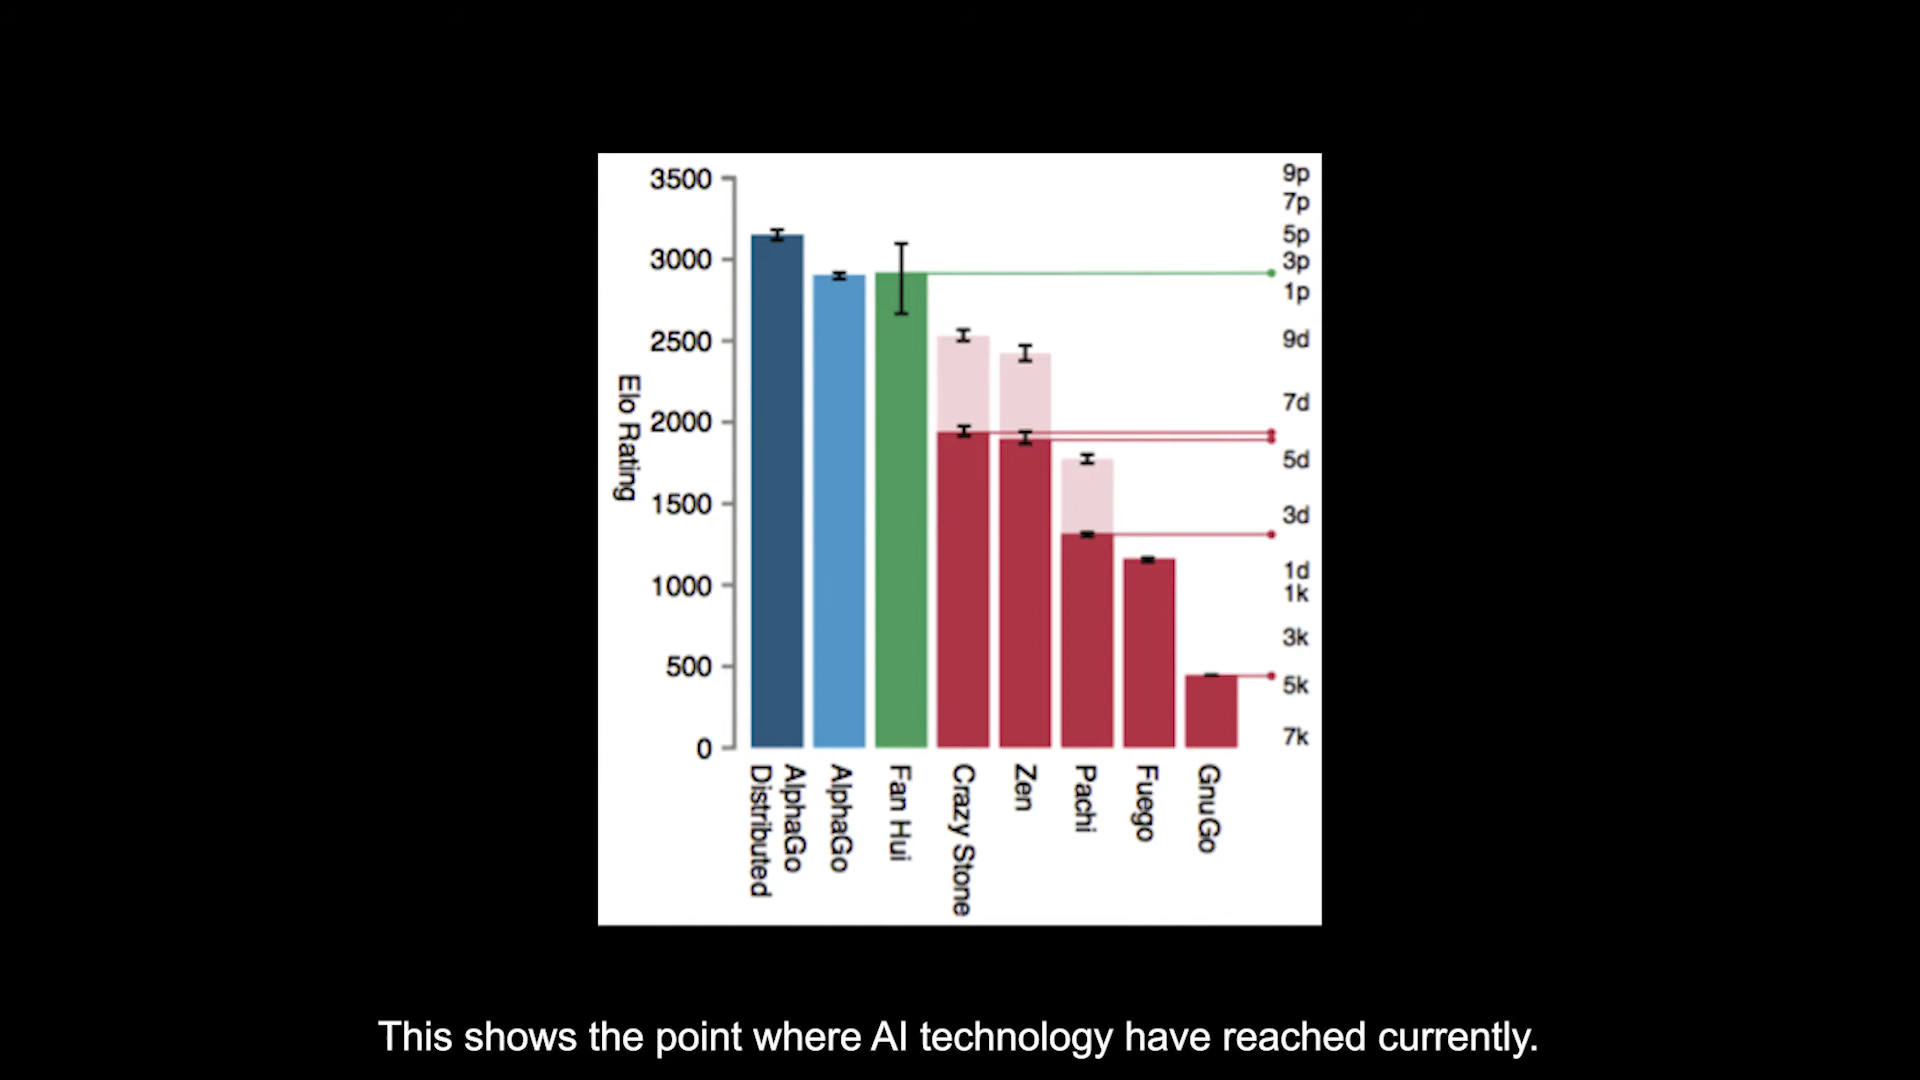 3500
3000
2500
2000
1500
1000
500
0
Elo Rating
9p
7p
5p
3p
1p
9d
7d
5d
3d
1d
1k
3k
5k
7k
AlphaGo
Distributed
AlphaGo
Fan Hui
Crazy Stone
Zen
Pachi
Fuego
GnuGo
This shows the point where AI technology have reached currently.